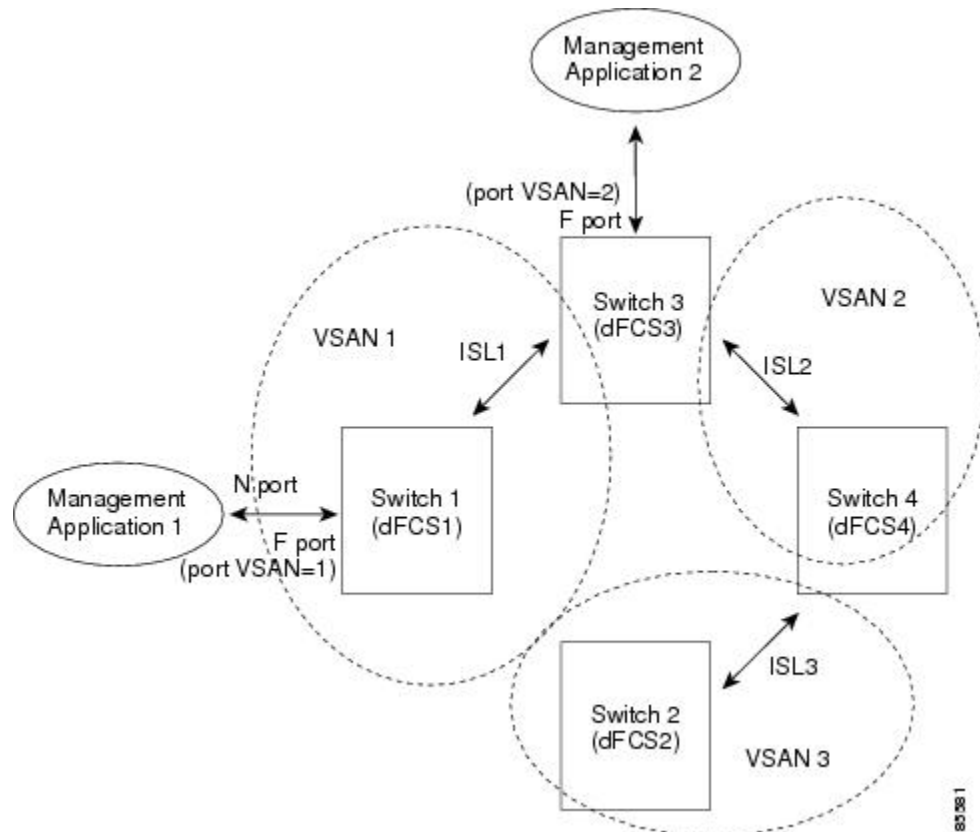 Management
Application 2
(port VSAN=2)
F port
Switch 3
(dFCS3)
VSAN 2
VSAN 1
ISL1
ISL2
Management
Application 1
N port
F port
(port VSAN=1)
Switch 1
(dFCS1)
Switch 4
(dFCS4)
ISL3
Switch 2
(dFCS2)
VSAN 3
85581